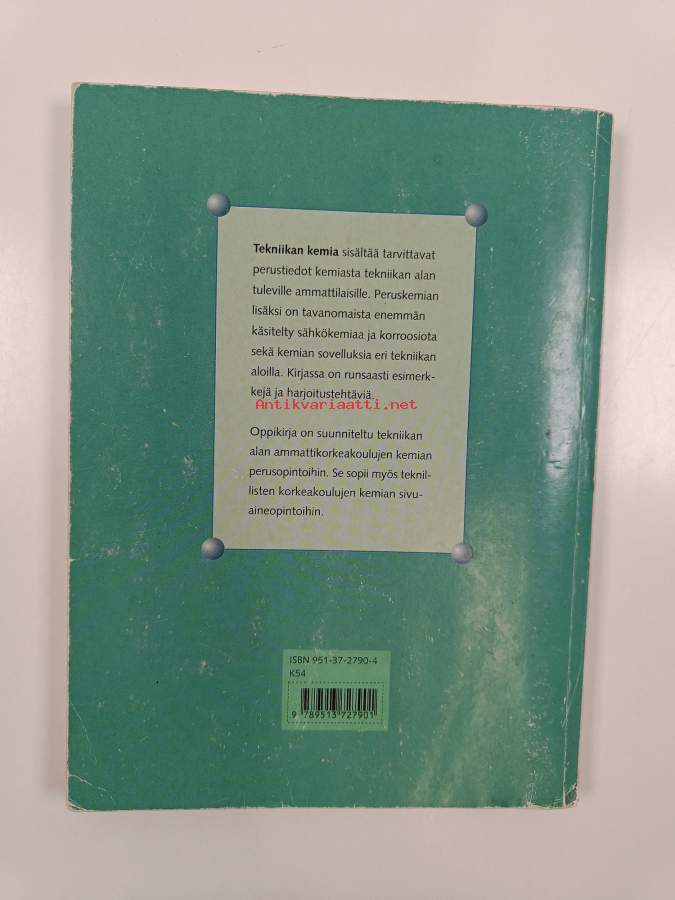 Tekniikan kemia sisältää tarvittavat
perustiedot kemiasta tekniikan alan
tuleville ammattilaisille. Peruskemian
lisäksi on tavanomaista enemmän
käsitelty sähkökemiaa ja korroosiota
sekä kemian sovelluksia eri tekniikan
aloilla. Kirjassa on runsaasti esimerk-
kejä ja harjoitustehtäviä.
Antikvariaatti.net
Oppikirja on suunniteltu tekniikan
alan ammattikorkeakoulujen kemian
perusopintoihin. Se sopii myös teknil-
listen korkeakoulujen kemian sivu-
aineopintoihin.
ISBN 951-37-2790-4
K54
9 789513 727901